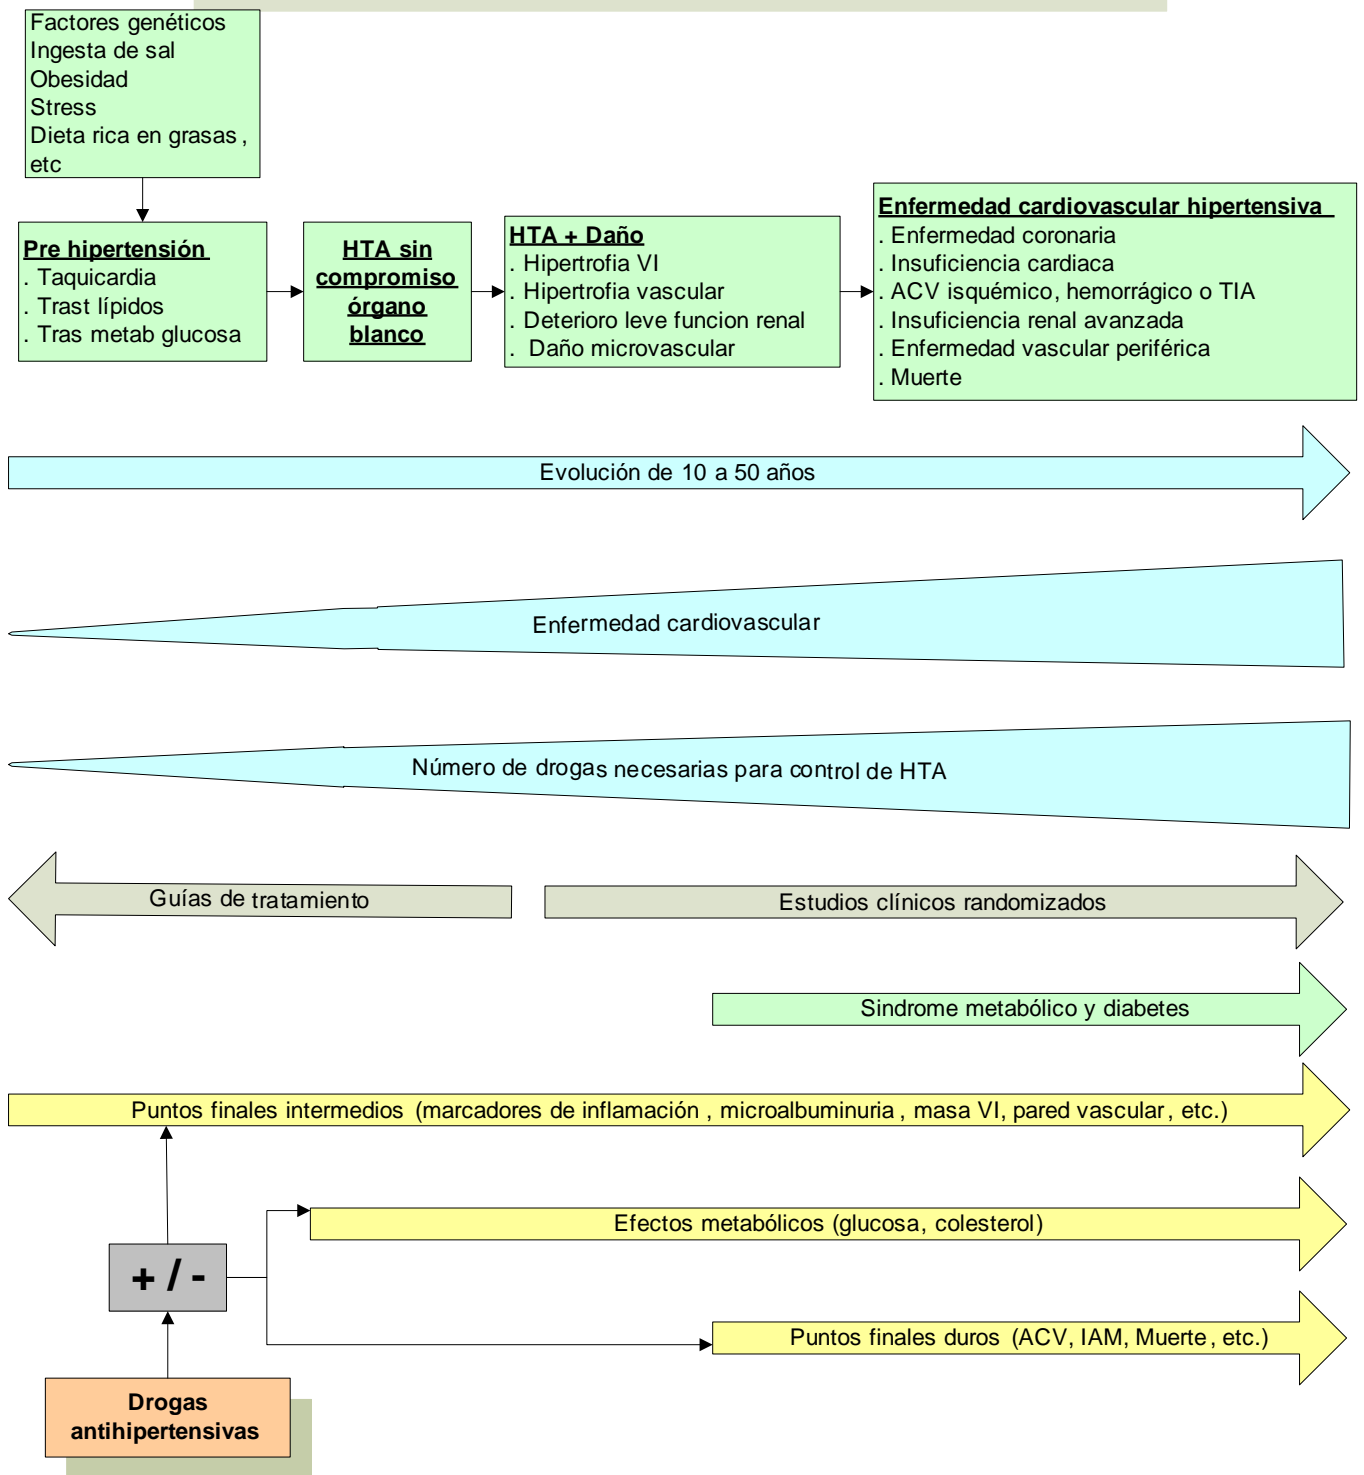 Factores genéticos
Ingesta de sal
Obesidad
Stress
Dieta rica en grasas ,
etc
Pre hipertensión
. Taquicardia
. Trast lípidos
. Tras metab glucosa
HTA sin
compromiso
órgano
blanco
HTA + Daño
. Hipertrofia VI
. Hipertrofia vascular
. Deterioro leve funcion renal
. Daño microvascular
Enfermedad cardiovascular hipertensiva
. Enfermedad coronaria
. Insuficiencia cardiaca
. ACV isquémico, hemorrágico o TIA
. Insuficiencia renal avanzada
. Enfermedad vascular periférica
. Muerte
Evolución de 10 a 50 años
Enfermedad cardiovascular
Número de drogas necesarias para control de HTA
Guías de tratamiento
Estudios clínicos randomizados
Sindrome metabólico y diabetes
Puntos finales intermedios (marcadores de inflamación , microalbuminuria , masa VI, pared vascular , etc.)
Efectos metabólicos (glucosa, colesterol)
+ / -
Puntos finales duros (ACV, IAM, Muerte , etc.)
Drogas
antihipertensivas